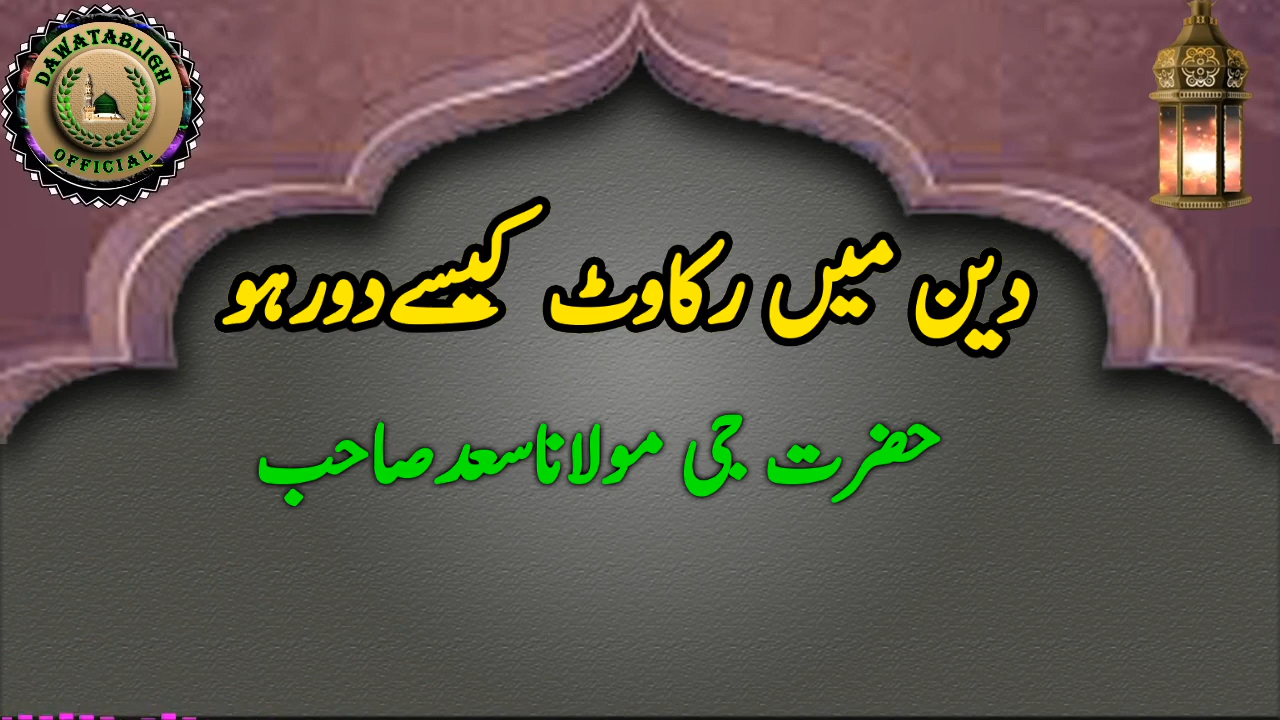 DAWATABLIGH
OFFICIAL
دین میں رکاوٹ کیسے دور ہو
حضرت جی مولانا سعد صاحب